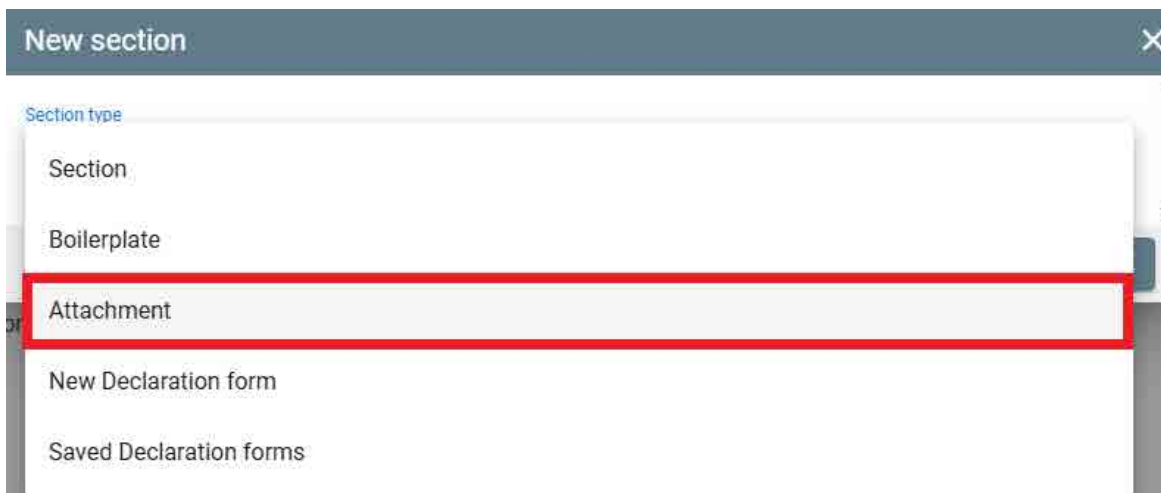 New section
Section type
Section
Boilerplate
Attachment
New Declaration form
Saved Declaration forms